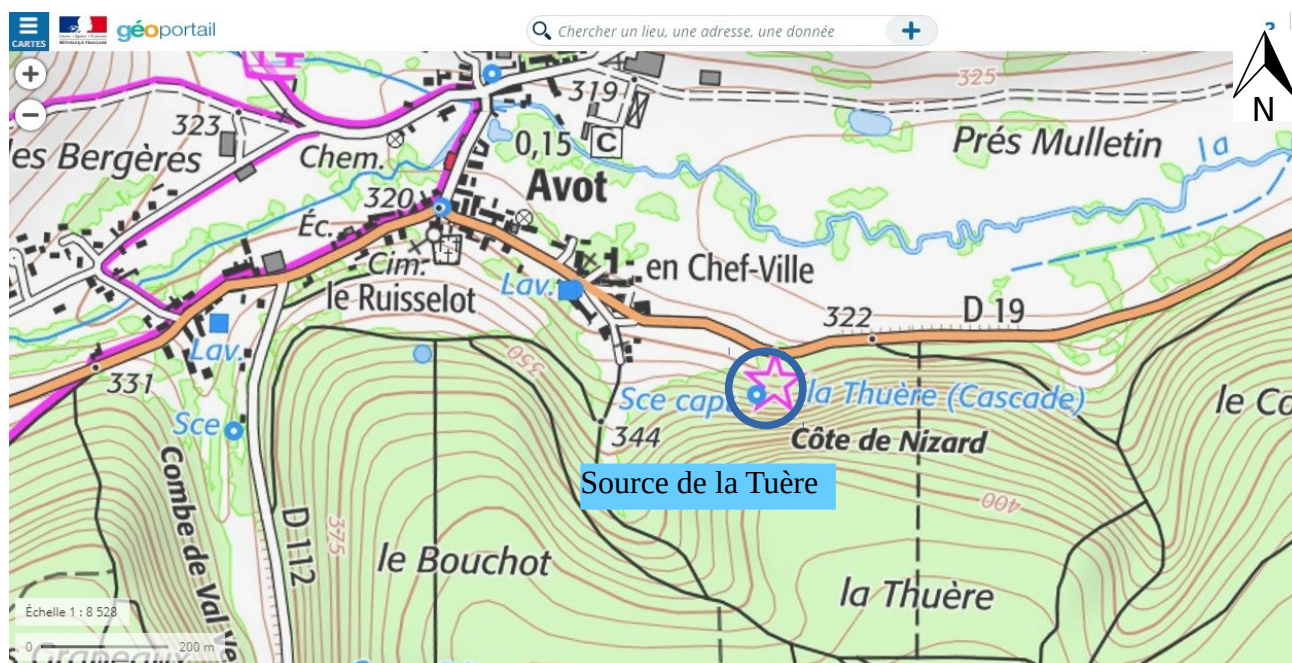 CARTES
RÉPUBLIQUE FRANÇAISE
géoportail
Chercher un lieu, une adresse, une donnée
N
319
325
323
es Bergères
Chem.
0,15
C
Prés Mulletin
la
Avot
320
Éc.
Cim.
en Chef-Ville
le Ruisselot
Lav.
322
D 19
Lav.
331
350
Sce capt
la Thuère (Cascade)
le Co
Sce
344
Côte de Nizard
Combe de Val
Source de la Tuère
400
D 112
375
le Bouchot
la Thuère
Échelle 1 : 8 528
0
200 m